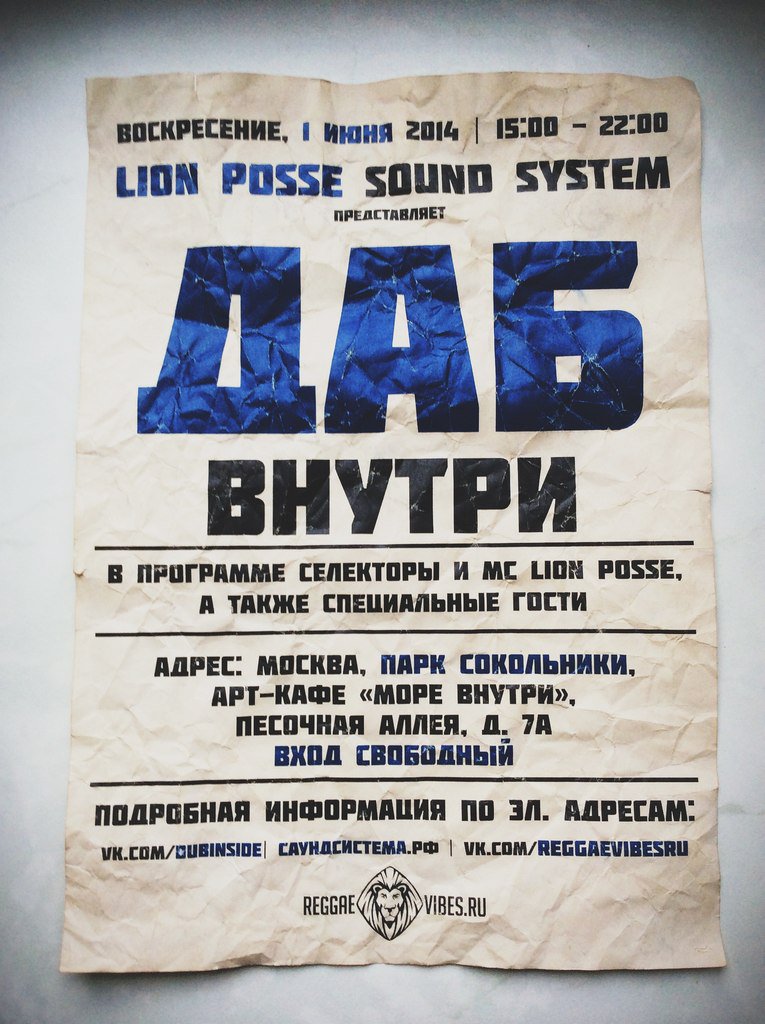 ВОСКРЕСЕНИЕ, 1 ИЮНЯ 2014 | 15:00 – 22:00
LION POSSE SOUND SYSTEM
ПРЕДСТАВЛЯЕТ
ДАБ
ВНУТРИ
В ПРОГРАММЕ СЕЛЕКТОРЫ И MC LION POSSE,
А ТАКЖЕ СПЕЦИАЛЬНЫЕ ГОСТИ
АДРЕС: МОСКВА, ПАРК СОКОЛЬНИКИ,
АРТ-КАФЕ «МОРЕ ВНУТРИ»,
ПЕСОЧНАЯ АЛЛЕЯ, Д. 7А
ВХОД СВОБОДНЫЙ
ПОДРОБНАЯ ИНФОРМАЦИЯ ПО ЭЛ. АДРЕСАМ:
VK.COM/DUBINSIDE | САУНДСИСТЕМА.РФ | VK.COM/REGGAEVIBESRU
REGGAE VIBES.RU